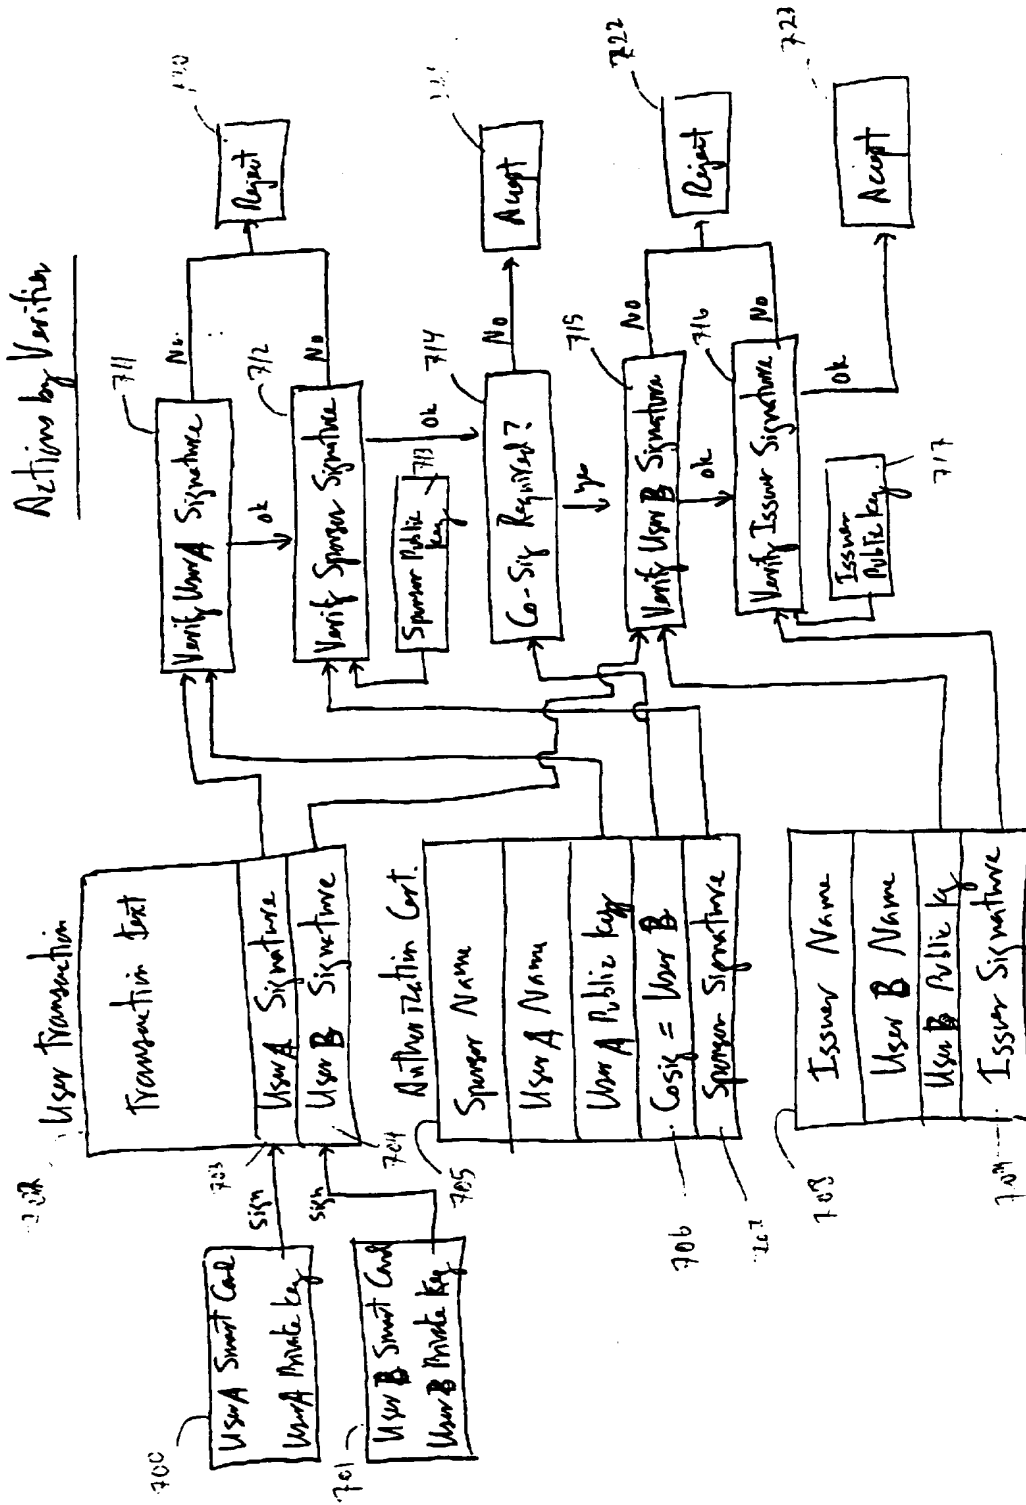 Actions by Verifier
User Transaction
Transaction Text
User A Signature
User B Signature
703
704
700
User A Smart Card
User A Private Key
sign
701
User B Smart Card
User B Private Key
sign
Authorization Cert.
705
Sponsor Name
User A Name
User A Public Key
Cosig = User B
Sponsor Signature
706
708
Issuer Name
User B Name
User B Public Key
Issuer Signature
711
Verify User A Signature
No
Ok
712
Verify Sponsor Signature
No
Ok
Reject
713
Sponsor Public
Key
714
Co-Sig Required?
No
Yes
Accept
715
Verify User B Signature
No
Ok
716
Verify Issuer Signature
No
Ok
722
Reject
717
Issuer
Public Key
723
Accept